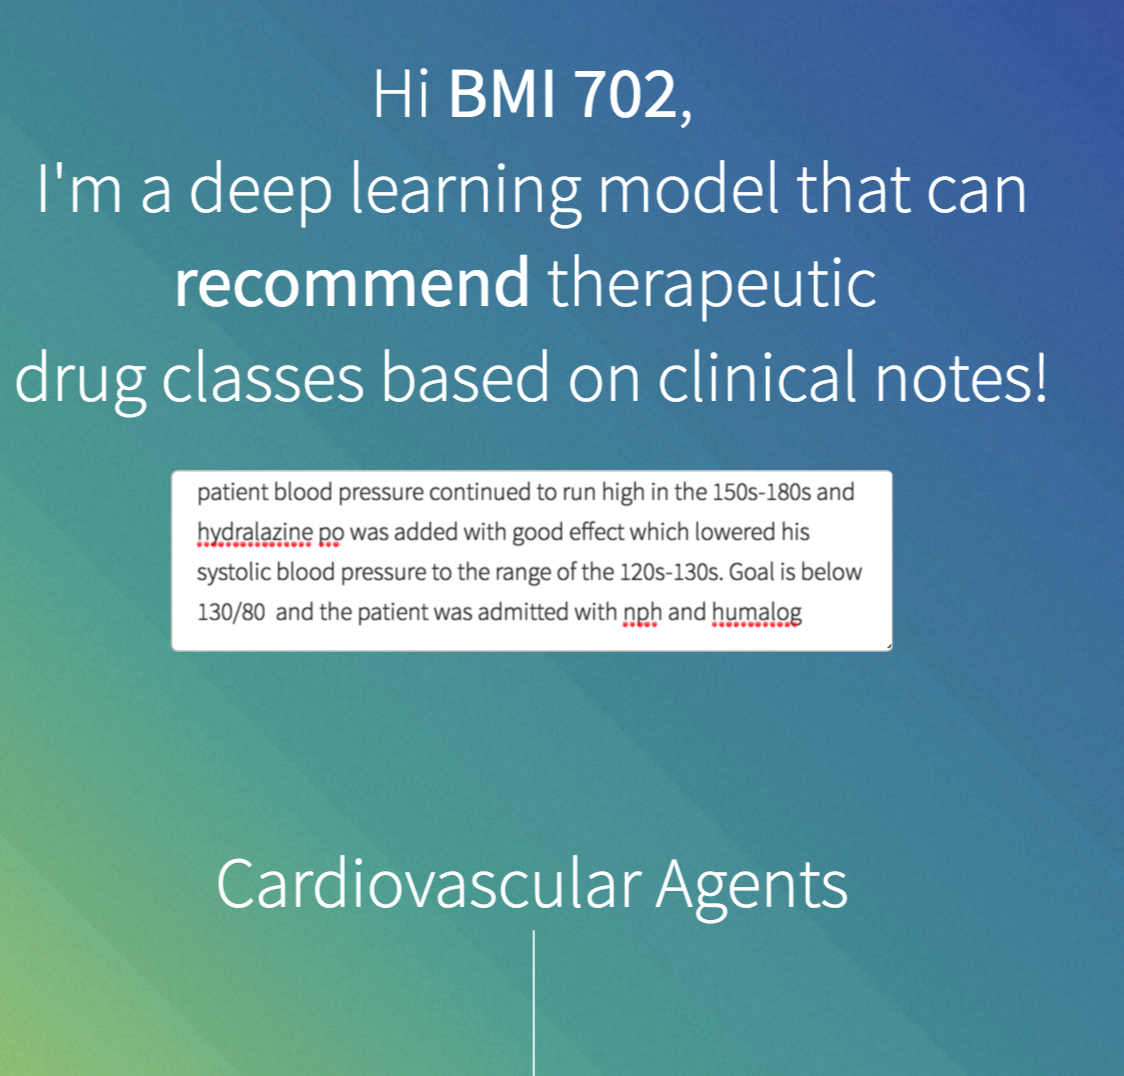 Hi BMI 702,
I'm a deep learning model that can
recommend therapeutic
drug classes based on clinical notes!
patient blood pressure continued to run high in the 150s-180s and
hydralazine po was added with good effect which lowered his
systolic blood pressure to the range of the 120s-130s. Goal is below
130/80  and the patient was admitted with nph and humalog
Cardiovascular Agents